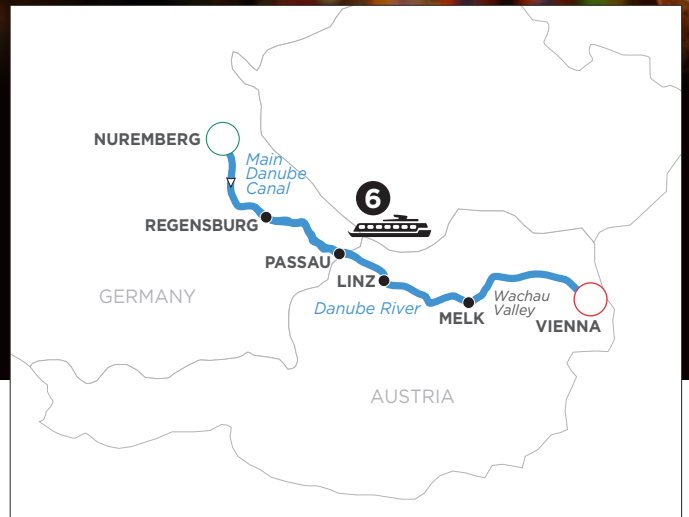 NUREMBERG
Main
Danube
Canal
6
REGENSBURG
PASSAU
LINZ
GERMANY
Danube River
MELK
Wachau
Valley
VIENNA
AUSTRIA